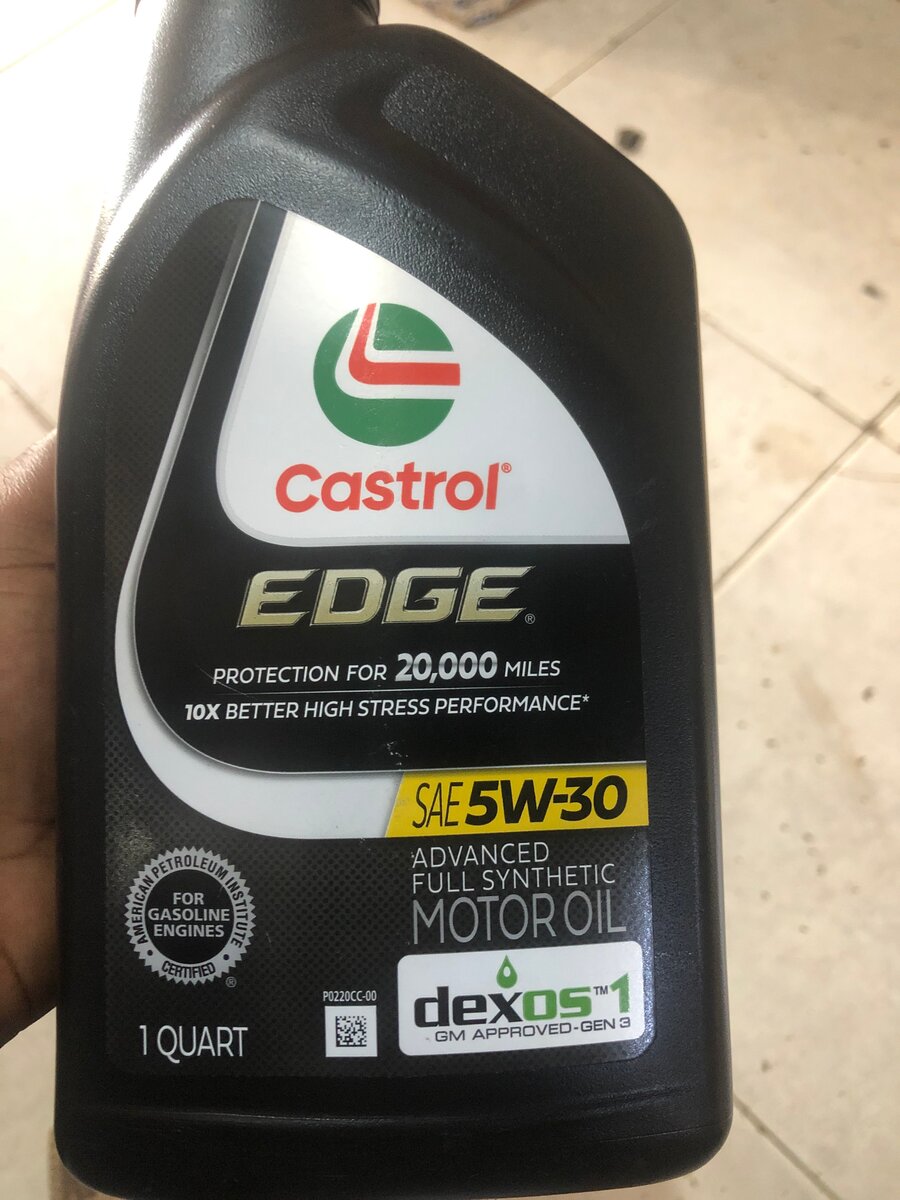 Castrol®
EDGE®
PROTECTION FOR 20,000 MILES
10X BETTER HIGH STRESS PERFORMANCE*
SAE 5W-30
ADVANCED
FULL SYNTHETIC
MOTOR OIL
AMERICAN PETROLEUM INSTITUTE
FOR
GASOLINE
ENGINES
CERTIFIED
®
1 QUART
P0220CC-00
dexos™1
GM APPROVED-GEN 3